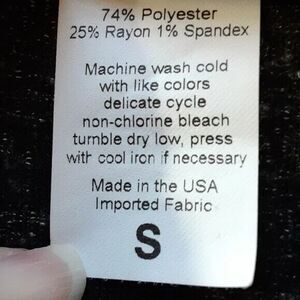 74% Polyester
25% Rayon 1% Spandex
Machine wash cold
with like colors
delicate cycle
non-chlorine bleach
tumble dry low, press
with cool iron if necessary
Made in the USA
Imported Fabric
S